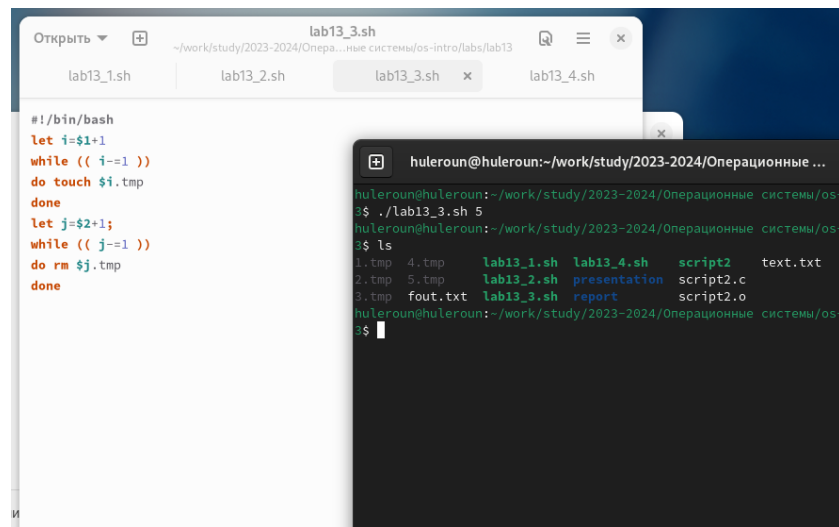 Открыть
lab13_3.sh
~/work/study/2023-2024/Опера...ные системы/os-intro/labs/lab13
lab13_1.sh lab13_2.sh lab13_3.sh × lab13_4.sh
#!/bin/bash
let i=$1+1
while (( i-=1 ))
do touch $i.tmp
done
let j=$2+1;
while (( j-=1 ))
do rm $j.tmp
done
huleroun@huleroun:~/work/study/2023-2024/Операционные ...
huleroun@huleroun:~/work/study/2023-2024/Операционные системы/os-
3$ ./lab13_3.sh 5
huleroun@huleroun:~/work/study/2023-2024/Операционные системы/os-
3$ ls
1.tmp 4.tmp lab13_1.sh lab13_4.sh script2 text.txt
2.tmp 5.tmp lab13_2.sh presentation script2.c
3.tmp fout.txt lab13_3.sh report script2.o
huleroun@huleroun:~/work/study/2023-2024/Операционные системы/os-
3$